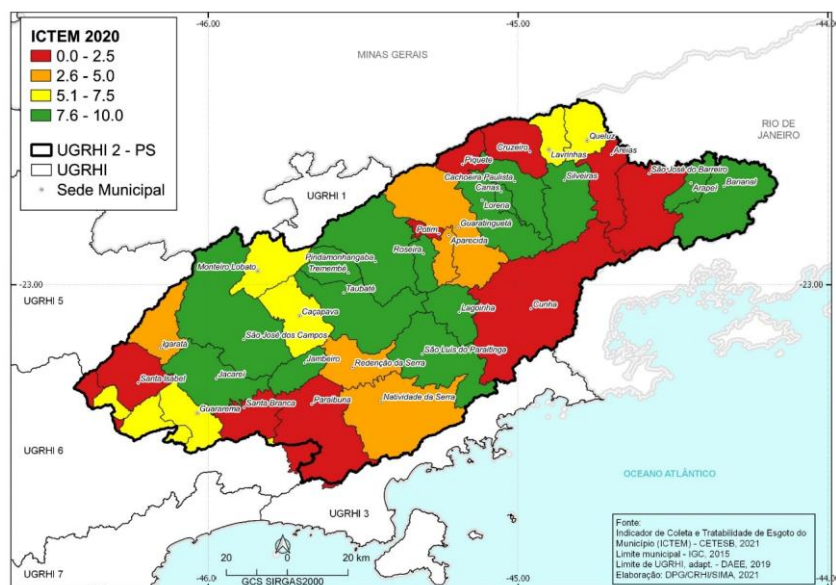 -46.00
-45.00
-44.00
ICTEM 2020
0.0 - 2.5
2.6 - 5.0
5.1 - 7.5
7.6 - 10.0
UGRHI 2 - PS
UGRHI
Sede Municipal
MINAS GERAIS
RIO DE
JANEIRO
Queluz
Cruzeiro
Lavrinhas
Areias
Piquete
Cachoeira Paulista
Silveiras
São José do Barreiro
Bananal
Arapeí
Canas
UGRHI 1
Lorena
Guaratinguetá
Potim
Aparecida
Roseira
Pindamonhangaba
Tremembé
Monteiro Lobato
-23.00
-23.00
Taubaté
UGRHI 5
Lagoinha
Cunha
Caçapava
São José dos Campos
Igaratá
São Luís do Paraitinga
Jambeiro
Redenção da Serra
Santa Isabel
Jacareí
Natividade da Serra
Paraibuna
Santa Branca
Guararema
UGRHI 6
OCEANO ATLÂNTICO
UGRHI 3
Fonte:
Indicador de Coleta e Tratabilidade de Esgoto do
Município (ICTEM) - CETESB, 2021
Limite municipal - IGC, 2015
Limite de UGRHI, adapt. - DAEE, 2019
Elaboração: DPG/CRHI/SIMA, 2021
20
0
20 km
UGRHI 7
GCS SIRGAS2000
-46.0
-45.00